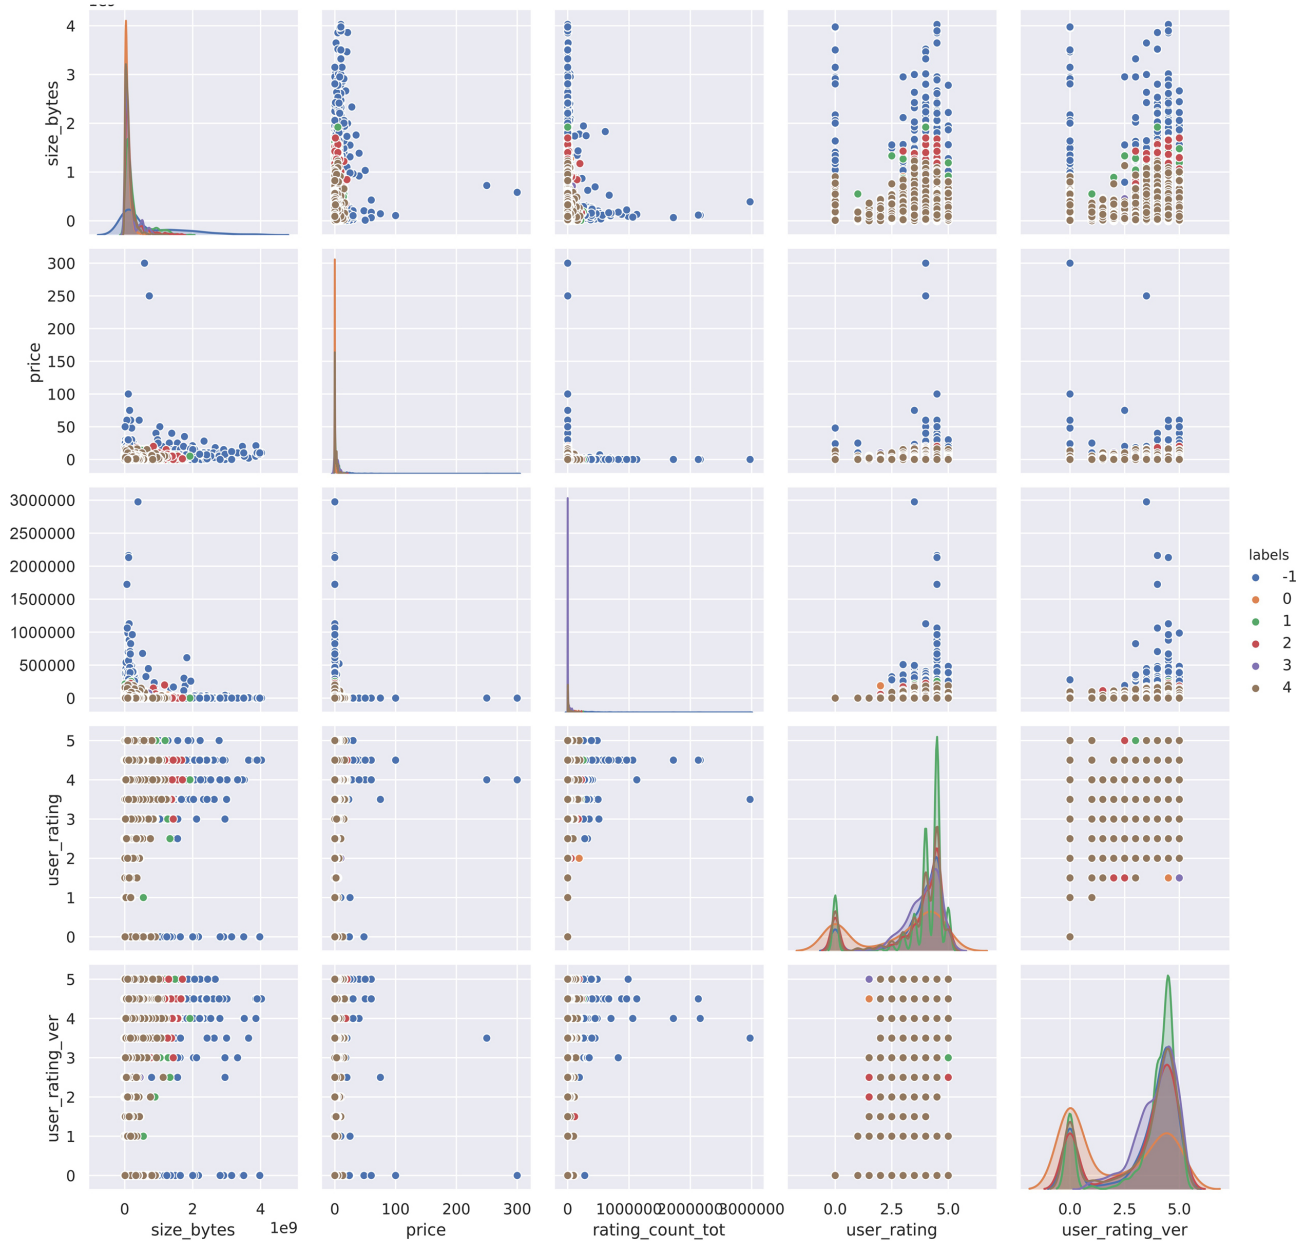 1e9
4
3
2
1
0
size_bytes
300
250
200
150
100
50
0
price
3000000
2500000
2000000
1500000
1000000
500000
0
5
4
3
2
1
0
user_rating
5
4
3
2
1
0
user_rating_ver
0 2 4
1e9
size_bytes
0 100 200 300
price
0 1000000 2000000 3000000
rating_count_tot
0.0 2.5 5.0
user_rating
0.0 2.5 5.0
user_rating_ver
labels
-1
0
1
2
3
4